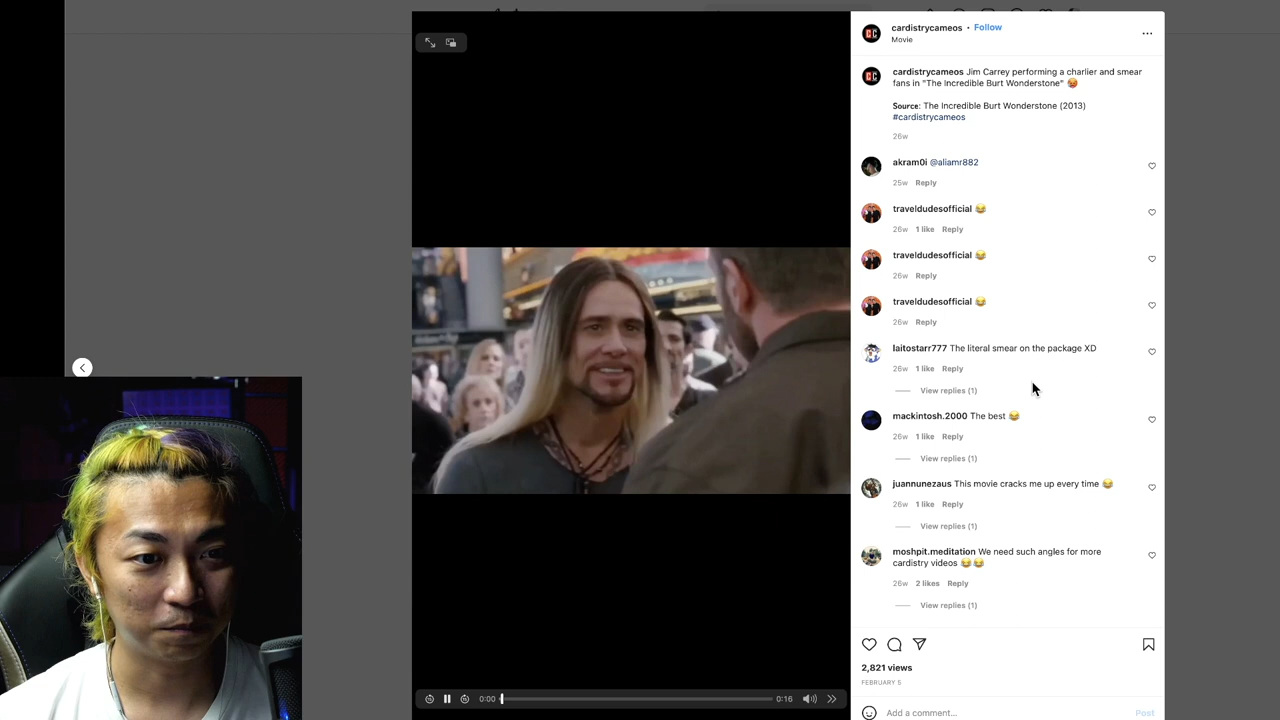 cardistrycameos • Follow
Movie
cardistrycameos Jim Carrey performing a charlier and smear
fans in "The Incredible Burt Wonderstone" 🥵
Source: The Incredible Burt Wonderstone (2013)
#cardistrycameos
26w
akram0i @aliamr882
25w Reply
traveldudesofficial 😂
26w 1 like Reply
traveldudesofficial 😂
26w Reply
traveldudesofficial 😂
26w Reply
laitostarr777 The literal smear on the package XD
26w 1 like Reply
View replies (1)
mackintosh.2000 The best 😂
26w 1 like Reply
View replies (1)
juannunezaus This movie cracks me up every time 😂
26w 1 like Reply
View replies (1)
moshpit.meditation We need such angles for more
cardistry videos 😂😂
26w 2 likes Reply
View replies (1)
2,821 views
FEBRUARY 5
Add a comment... Post
0:00 0:16